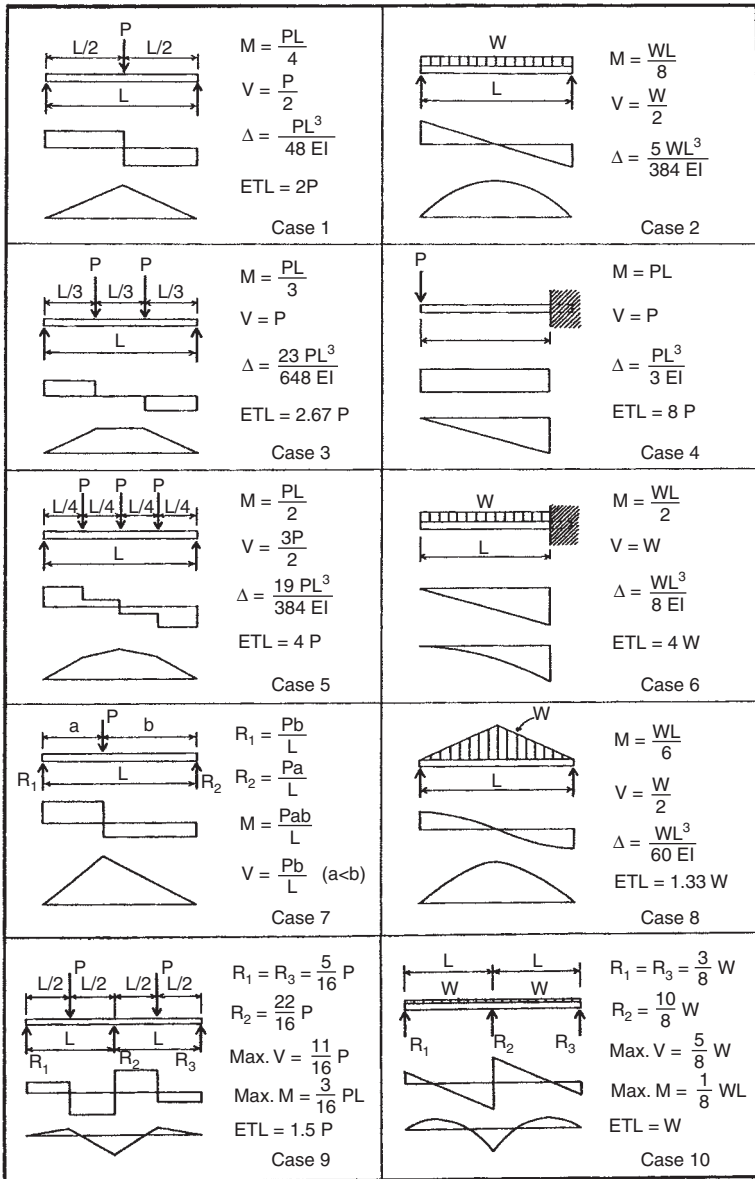 P
L/2 L/2
L
M = PL/4
V = P/2
Δ = PL³/48 EI
ETL = 2P
Case 1
W
L
M = WL/8
V = W/2
Δ = 5 WL³/384 EI
Case 2
P P
L/3 L/3 L/3
L
M = PL/3
V = P
Δ = 23 PL³/648 EI
ETL = 2.67 P
Case 3
P
M = PL
V = P
Δ = PL³/3 EI
ETL = 8 P
Case 4
P P P
L/4 L/4 L/4 L/4
L
M = PL/2
V = 3P/2
Δ = 19 PL³/384 EI
ETL = 4 P
Case 5
W
L
M = WL/2
V = W
Δ = WL³/8 EI
ETL = 4 W
Case 6
P
a b
L
R₁ R₂
R₁ = Pb/L
R₂ = Pa/L
M = Pab/L
V = Pb/L (a<b)
Case 7
W
L
M = WL/6
V = W/2
Δ = WL³/60 EI
ETL = 1.33 W
Case 8
P P
L/2 L/2 L/2 L/2
L L
R₁ R₂ R₃
R₁ = R₃ = 5/16 P
R₂ = 22/16 P
Max. V = 11/16 P
Max. M = 3/16 PL
ETL = 1.5 P
Case 9
L L
W W
R₁ R₂ R₃
R₁ = R₃ = 3/8 W
R₂ = 10/8 W
Max. V = 5/8 W
Max. M = 1/8 WL
ETL = W
Case 10